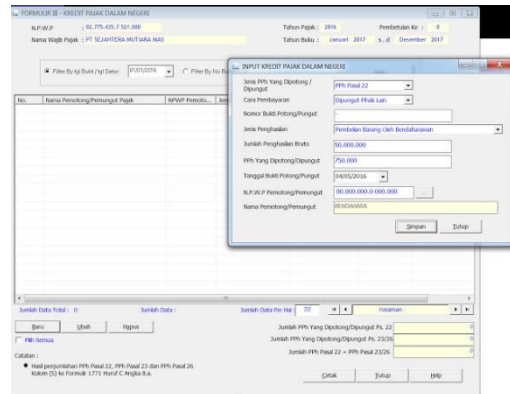 FORMULIR III - KREDIT PAJAK DALAM NEGERI
N.P.W.P : 02.775.435.7 521.000
Tahun Pajak : 2016 Pembetulan Ke : 0
Nama Wajib Pajak : PT SEJAHTERA MUTIARA MAS
Tahun Buku : Januari 2017 s . d Desember 2017
Filter By tgl Bukti /tgl Setor 01/01/2016
Filter By No
No. Nama Pemotong/Pemungut Pajak NPWP Pemoto...
INPUT KREDIT PAJAK DALAM NEGERI
Jenis PPh Yang Dipotong / Dipungut PPh Pasal 22
Cara Pembayaran Dipungut Pihak Lain
Nomor Bukti Potong/Pungut -
Jenis Penghasilan Pembelian Barang Oleh Bendaharawan
Jumlah Penghasilan Bruto 50.000.000
PPh Yang Dipotong/Dipungut 750.000
Tanggal Bukti Potong/Pungut 04/05/2016
N.P.W.P Pemotong/Pemungut 00.000.000.0-000.000 ...
Nama Pemotong/Pemungut BENDAHARA
Simpan Tutup
Jumlah Data Total : 0 Jumlah Data : Jumlah Data Per Hal : 22 Halaman
Baru Ubah Hapus
Pilih Semua
Jumlah PPh Yang Dipotong/Dipungut Ps. 22 0
Jumlah PPh Yang Dipotong/Dipungut Ps. 23/26 0
Jumlah PPh Pasal 22 + PPh Pasal 23/26 0
Catatan :
Hasil penjumlahan PPh Pasal 22, PPh Pasal 23 dan PPh Pasal 26
Kolom (5) ke Formulir 1771 Huruf C Angka 8.a.
Cetak Tutup Help